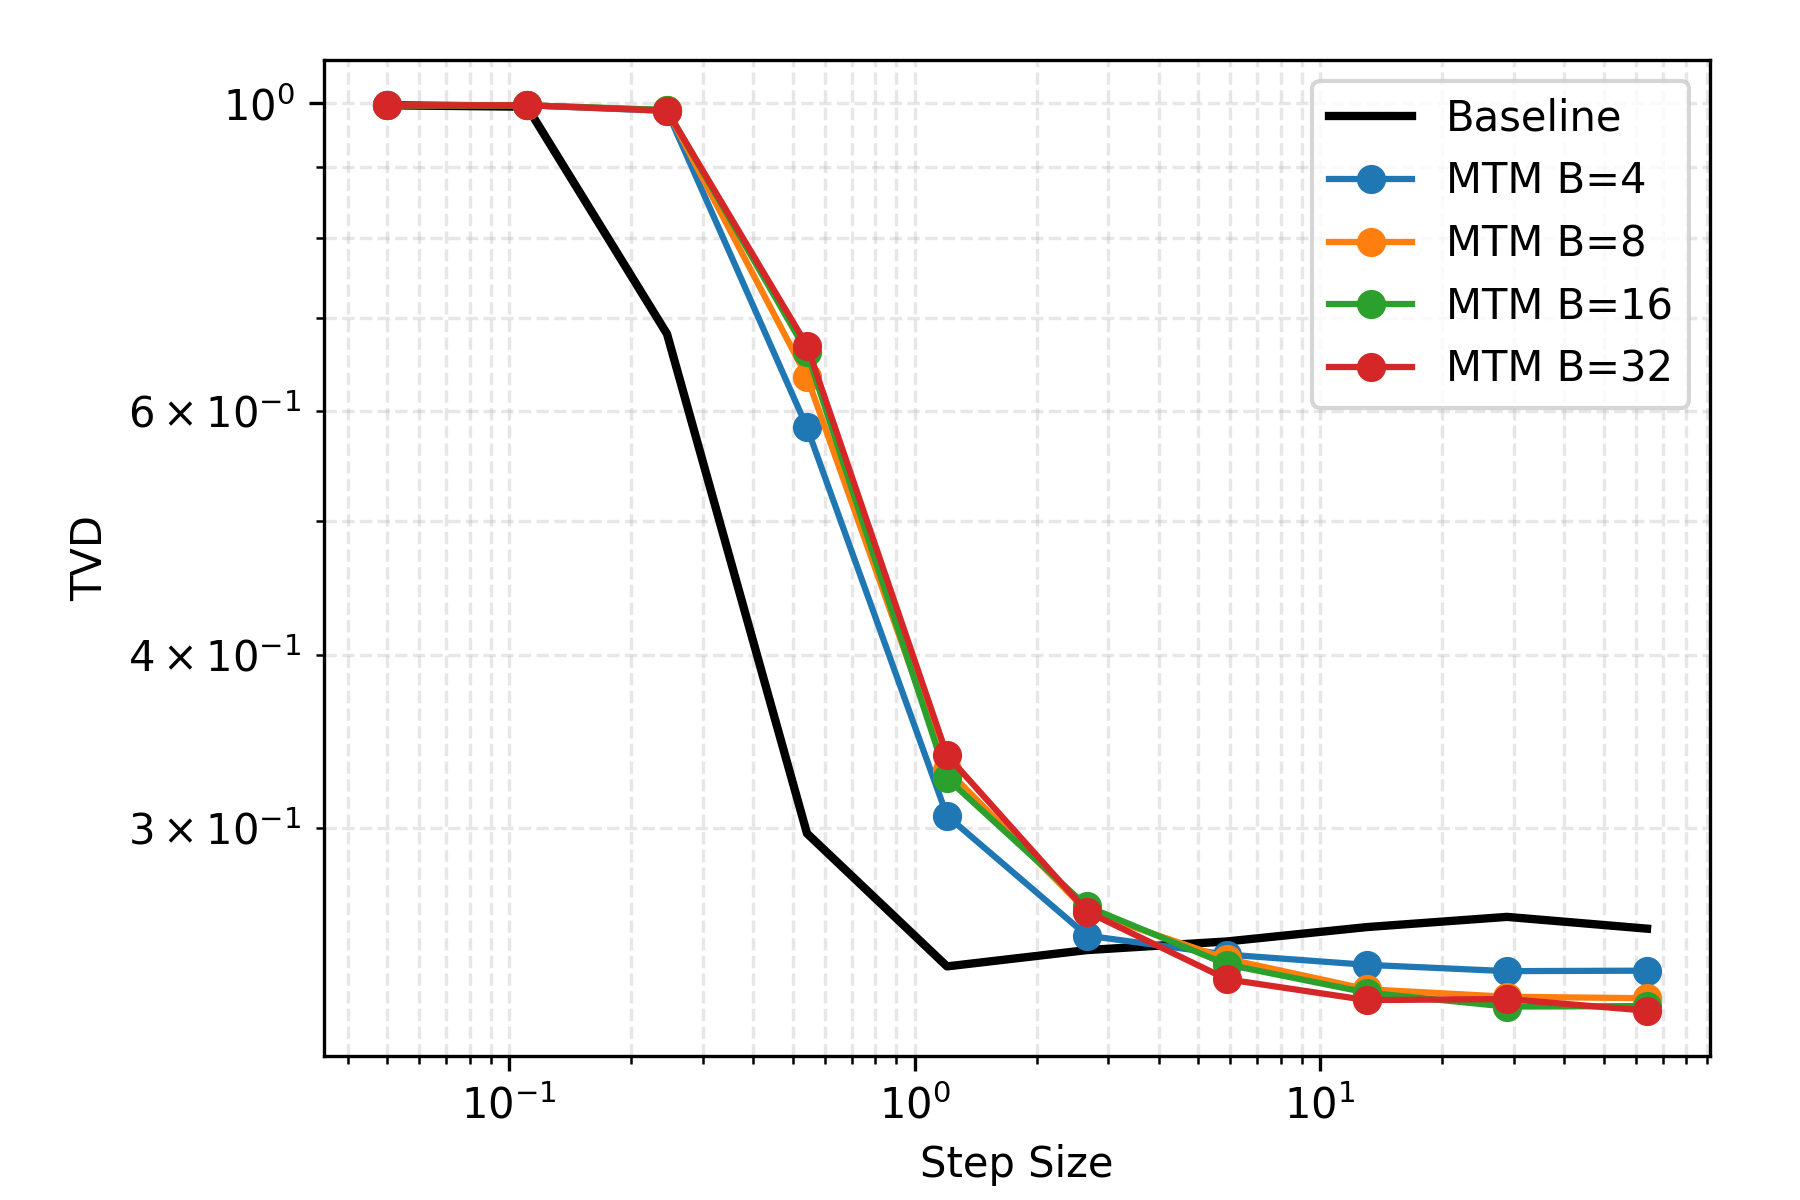 10⁰
6 × 10⁻¹
4 × 10⁻¹
3 × 10⁻¹
TVD
10⁻¹
10⁰
10¹
Step Size
Baseline
MTM B=4
MTM B=8
MTM B=16
MTM B=32